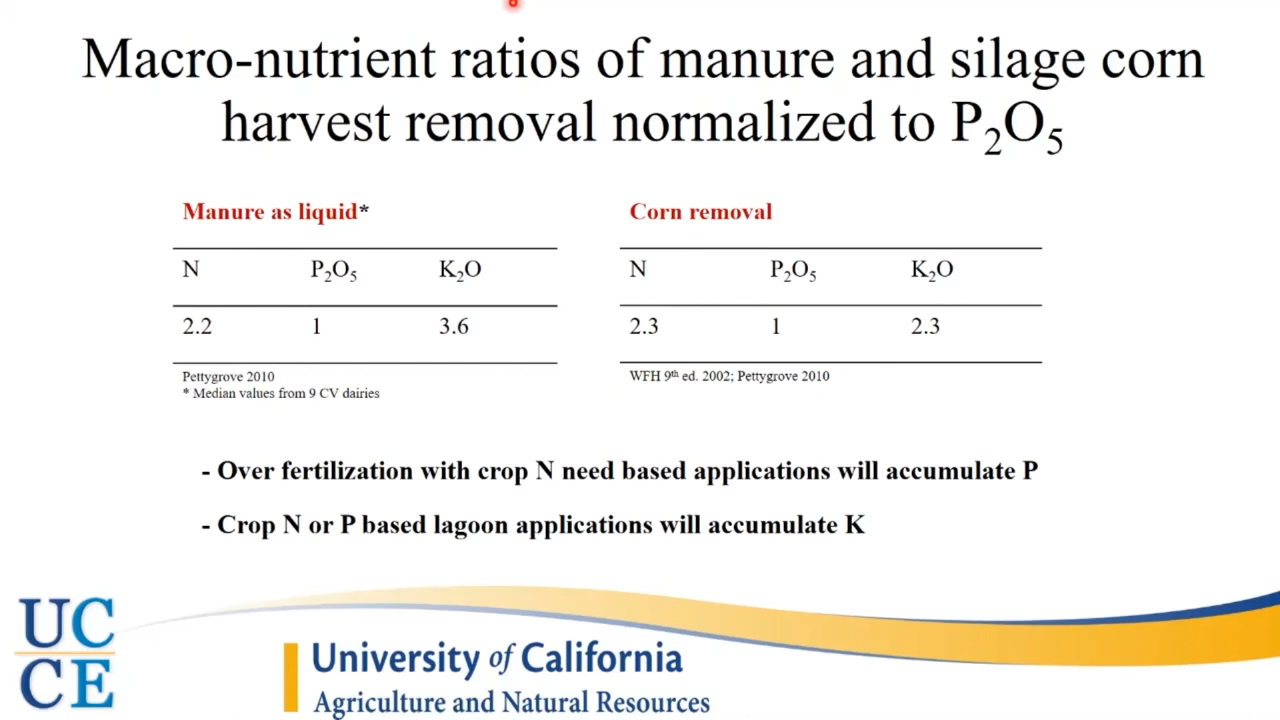 Macro-nutrient ratios of manure and silage corn
harvest removal normalized to P₂O₅
Manure as liquid*
N P₂O₅ K₂O
2.2 1 3.6
Pettygrove 2010
* Median values from 9 CV dairies
Corn removal
N P₂O₅ K₂O
2.3 1 2.3
WFH 9th ed. 2002; Pettygrove 2010
- Over fertilization with crop N need based applications will accumulate P
- Crop N or P based lagoon applications will accumulate K
UC
CE
University of California
Agriculture and Natural Resources